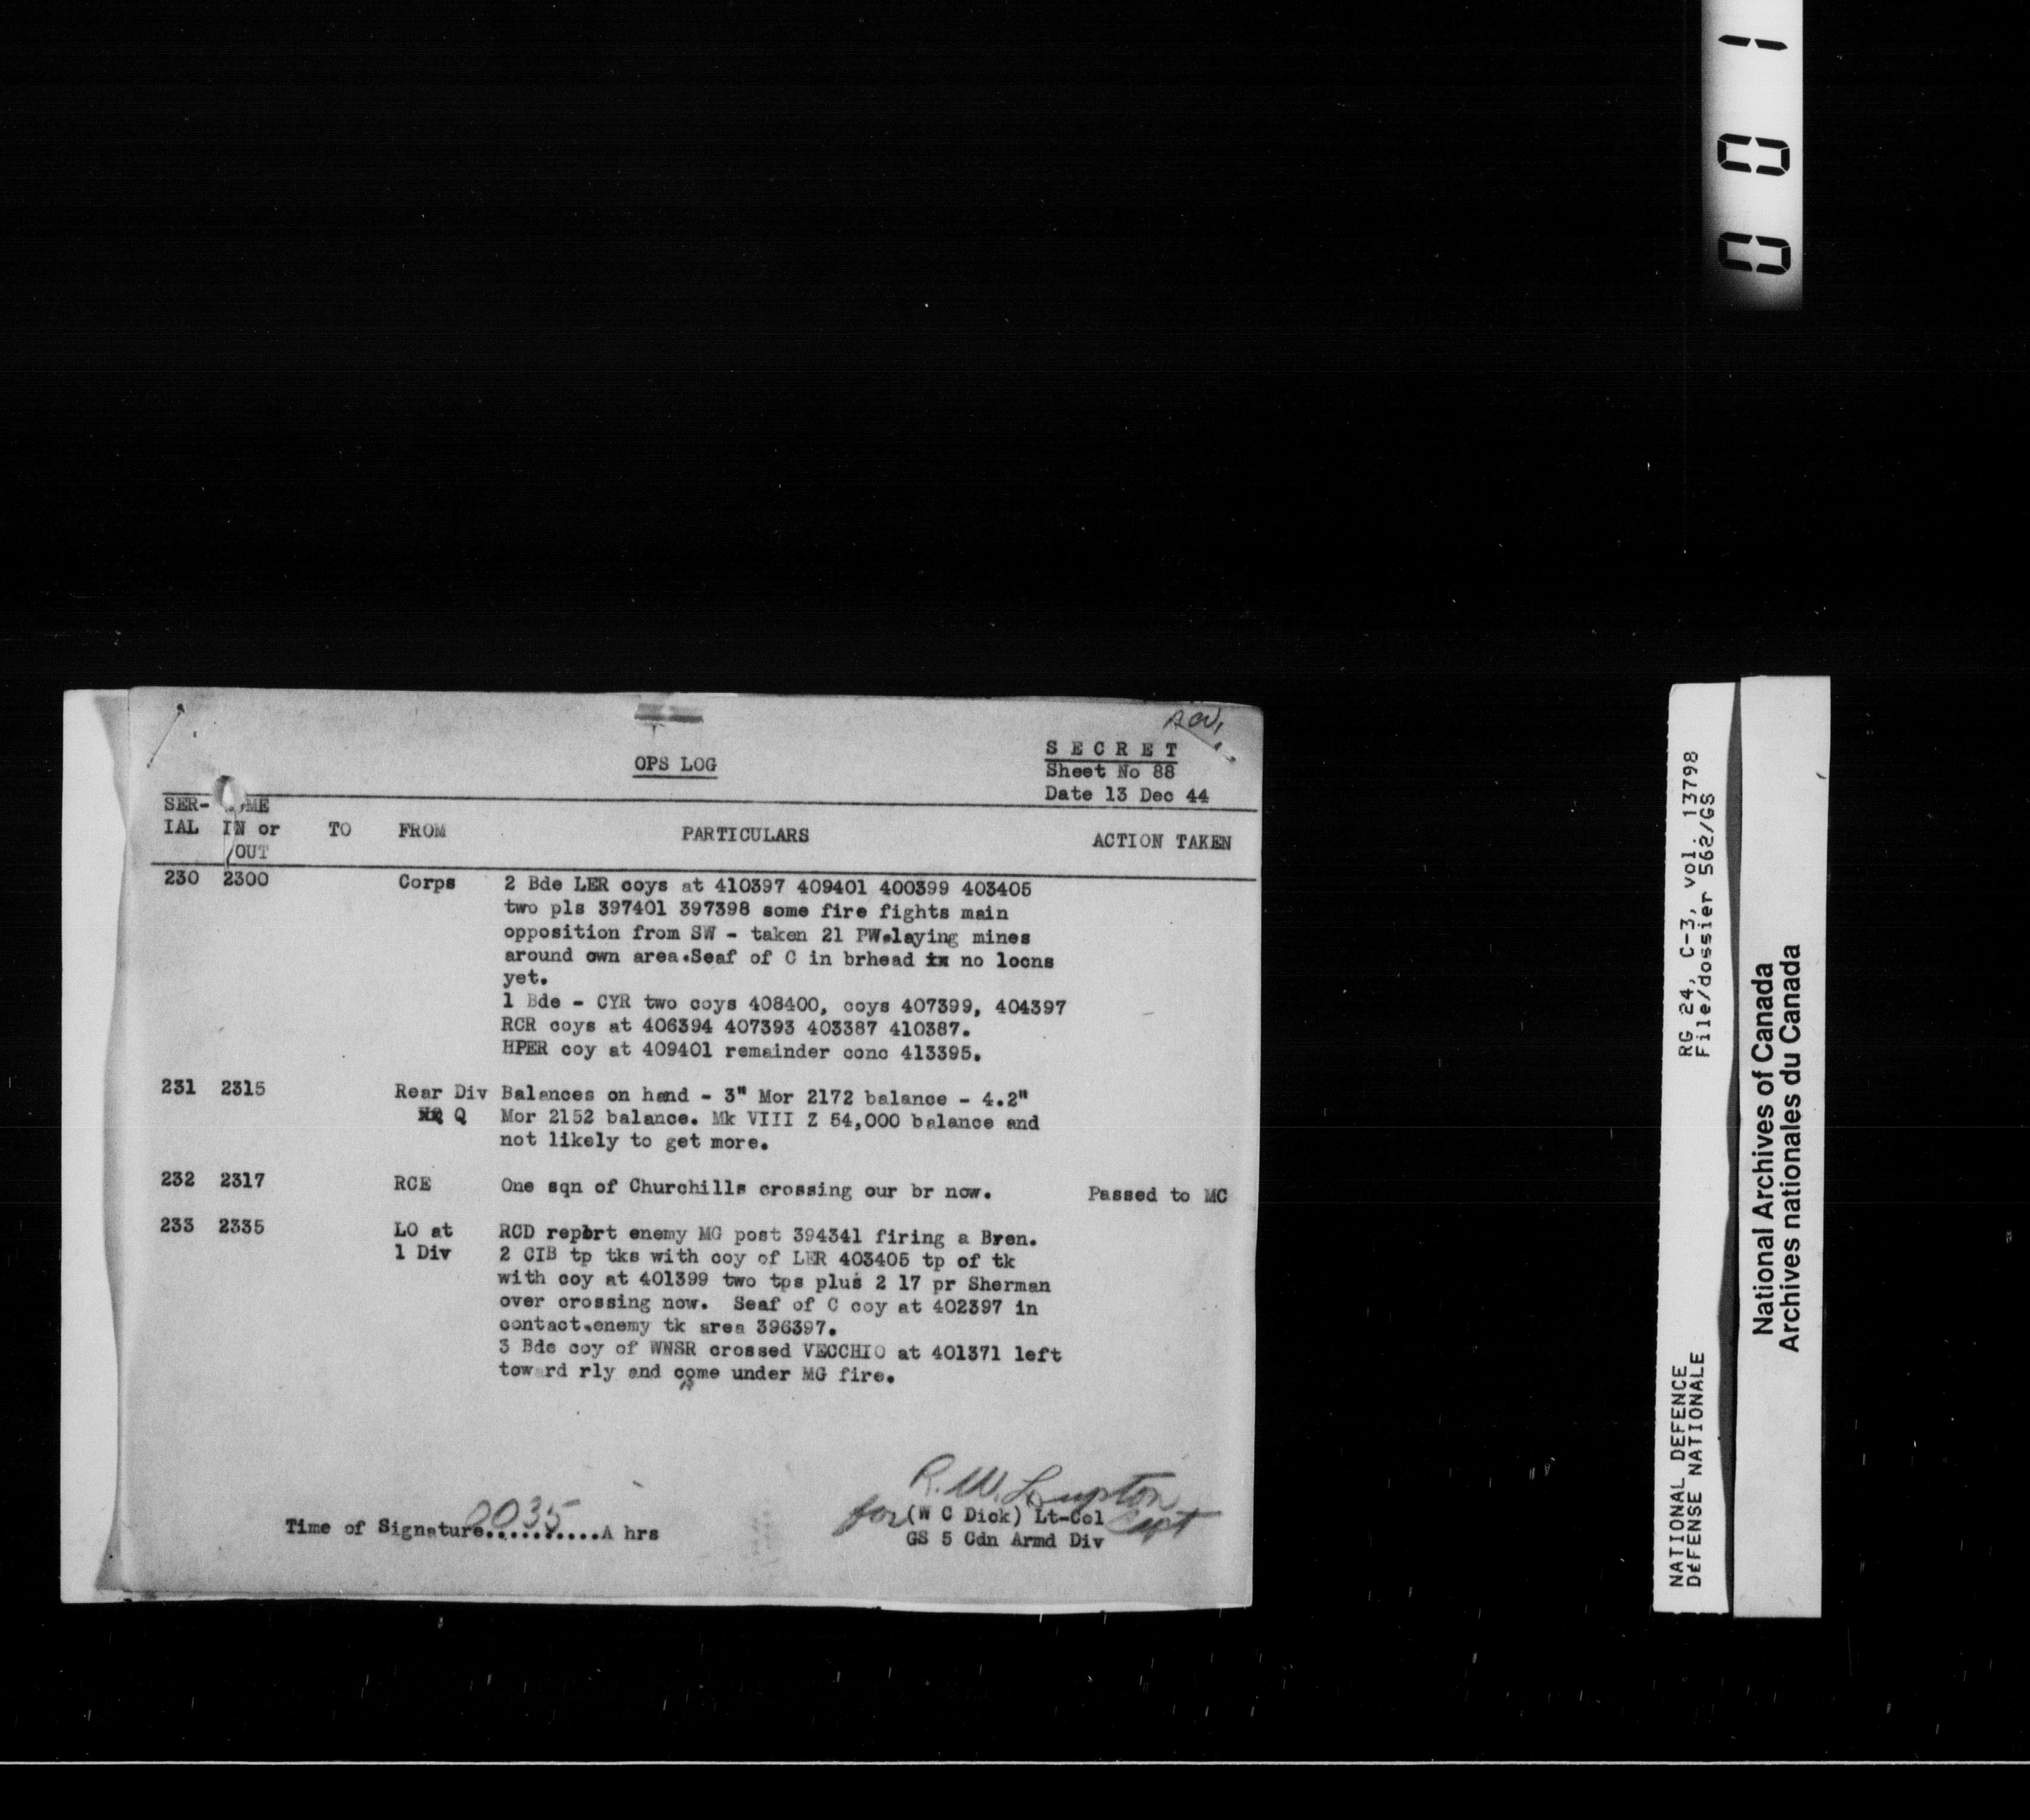 001
OPS LOG
SECRET
Sheet No 88
Date 13 Dec 44
SER-
IAL IN or OUT TO FROM PARTICULARS ACTION TAKEN
230 2300 Corps 2 Bde LER coys at 410397 409401 400399 403405
two pls 397401 397398 some fire fights main
opposition from SW - taken 21 PW.laying mines
around own area.Seaf of C in brhead no locns
yet.
1 Bde - CYR two coys 408400, coys 407399, 404397
RCR coys at 406394 407393 403387 410387.
HPER coy at 409401 remainder conc 413395.
231 2315 Rear Div Balances on hand - 3" Mor 2172 balance - 4.2"
Q Mor 2152 balance. Mk VIII Z 54,000 balance and
not likely to get more.
232 2317 RCE One sqn of Churchills crossing our br now. Passed to MC
233 2335 LO at RCD report enemy MG post 394341 firing a Bren.
1 Div 2 CIB tp tks with coy of LER 403405 tp of tk
with coy at 401399 two tps plus 2 17 pr Sherman
over crossing now. Seaf of C coy at 402397 in
contact.enemy tk area 396397.
3 Bde coy of WNSR crossed VECCHIO at 401371 left
toward rly and come under MG fire.
R.W. Lupton
for (W C Dick) Lt-Col Capt
Time of Signature..0035....A hrs
GS 5 Cdn Armd Div
RG 24, C-3, vol. 13798
File/dossier 562/GS
NATIONAL DEFENCE
DéFENSE NATIONALE
National Archives of Canada
Archives nationales du Canada